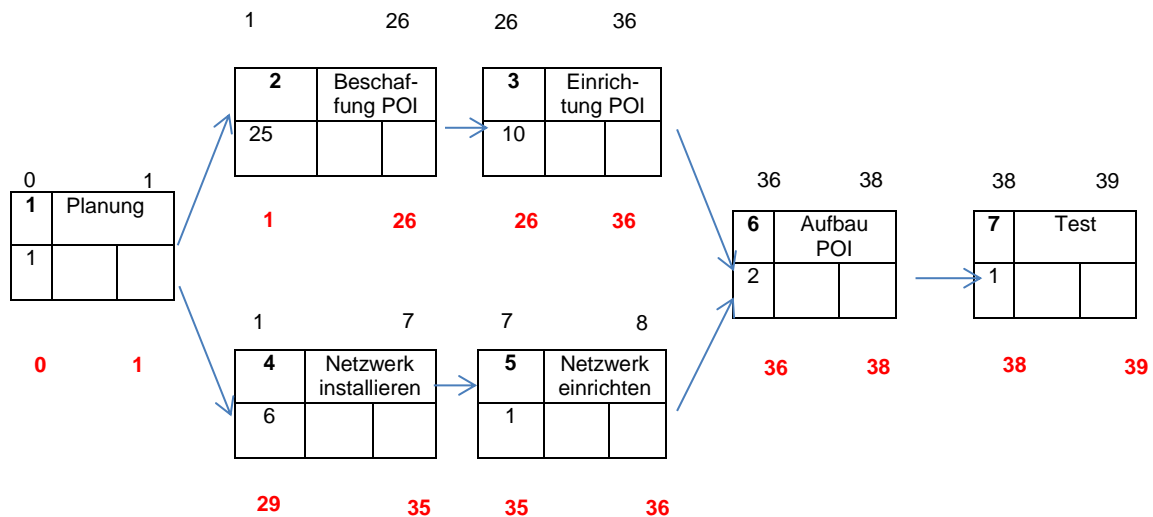 1 26 26 36
2 Beschaf-
fung POI
3 Einrich-
tung POI
25
10
0 1
1 Planung
1
1 26 26 36
36 38 38 39
6 Aufbau
POI
7 Test
2
1
0 1
1 7 7 8
4 Netzwerk
installieren
5 Netzwerk
einrichten
6
1
36 38 38 39
29 35 35 36